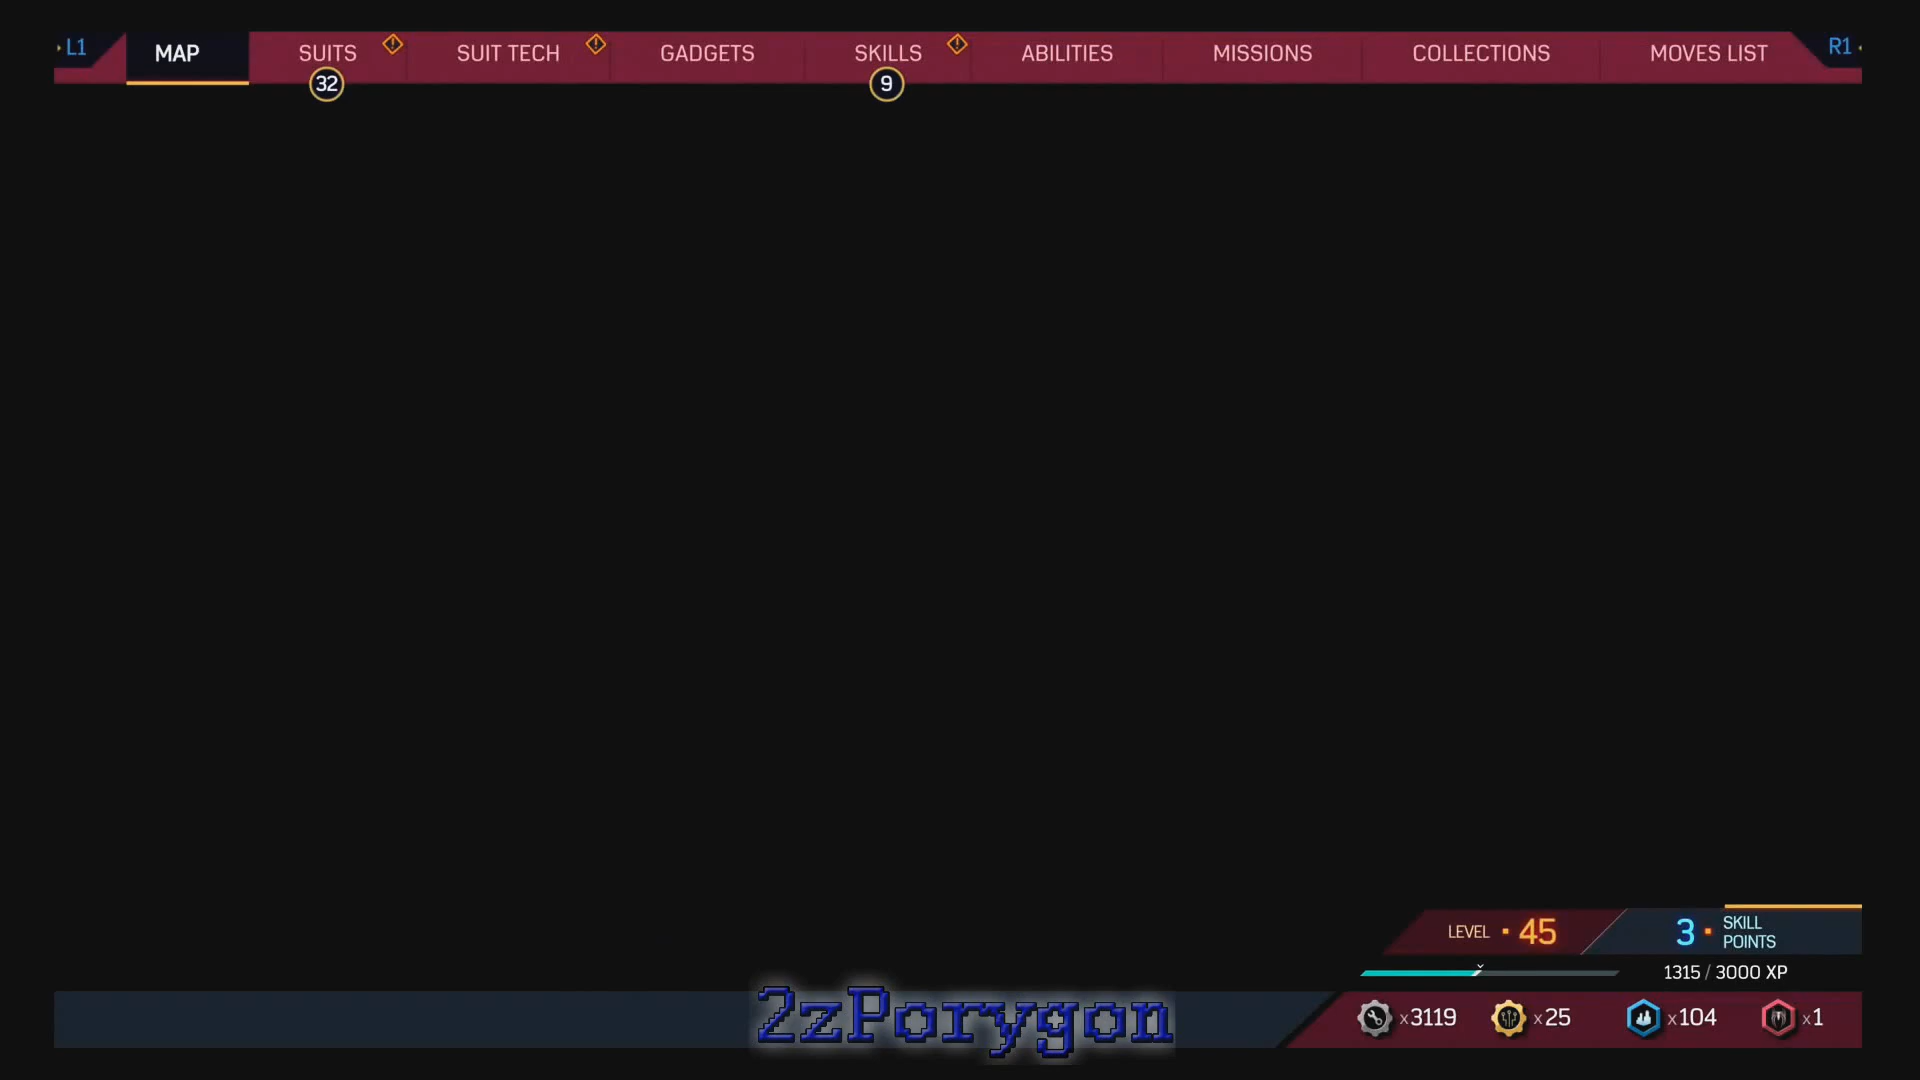 L1 MAP SUITS SUIT TECH GADGETS SKILLS ABILITIES MISSIONS COLLECTIONS MOVES LIST R1
32 9
LEVEL 45 3 SKILL POINTS
1315 / 3000 XP
x3119 x25 x104 x1
2zPorygon